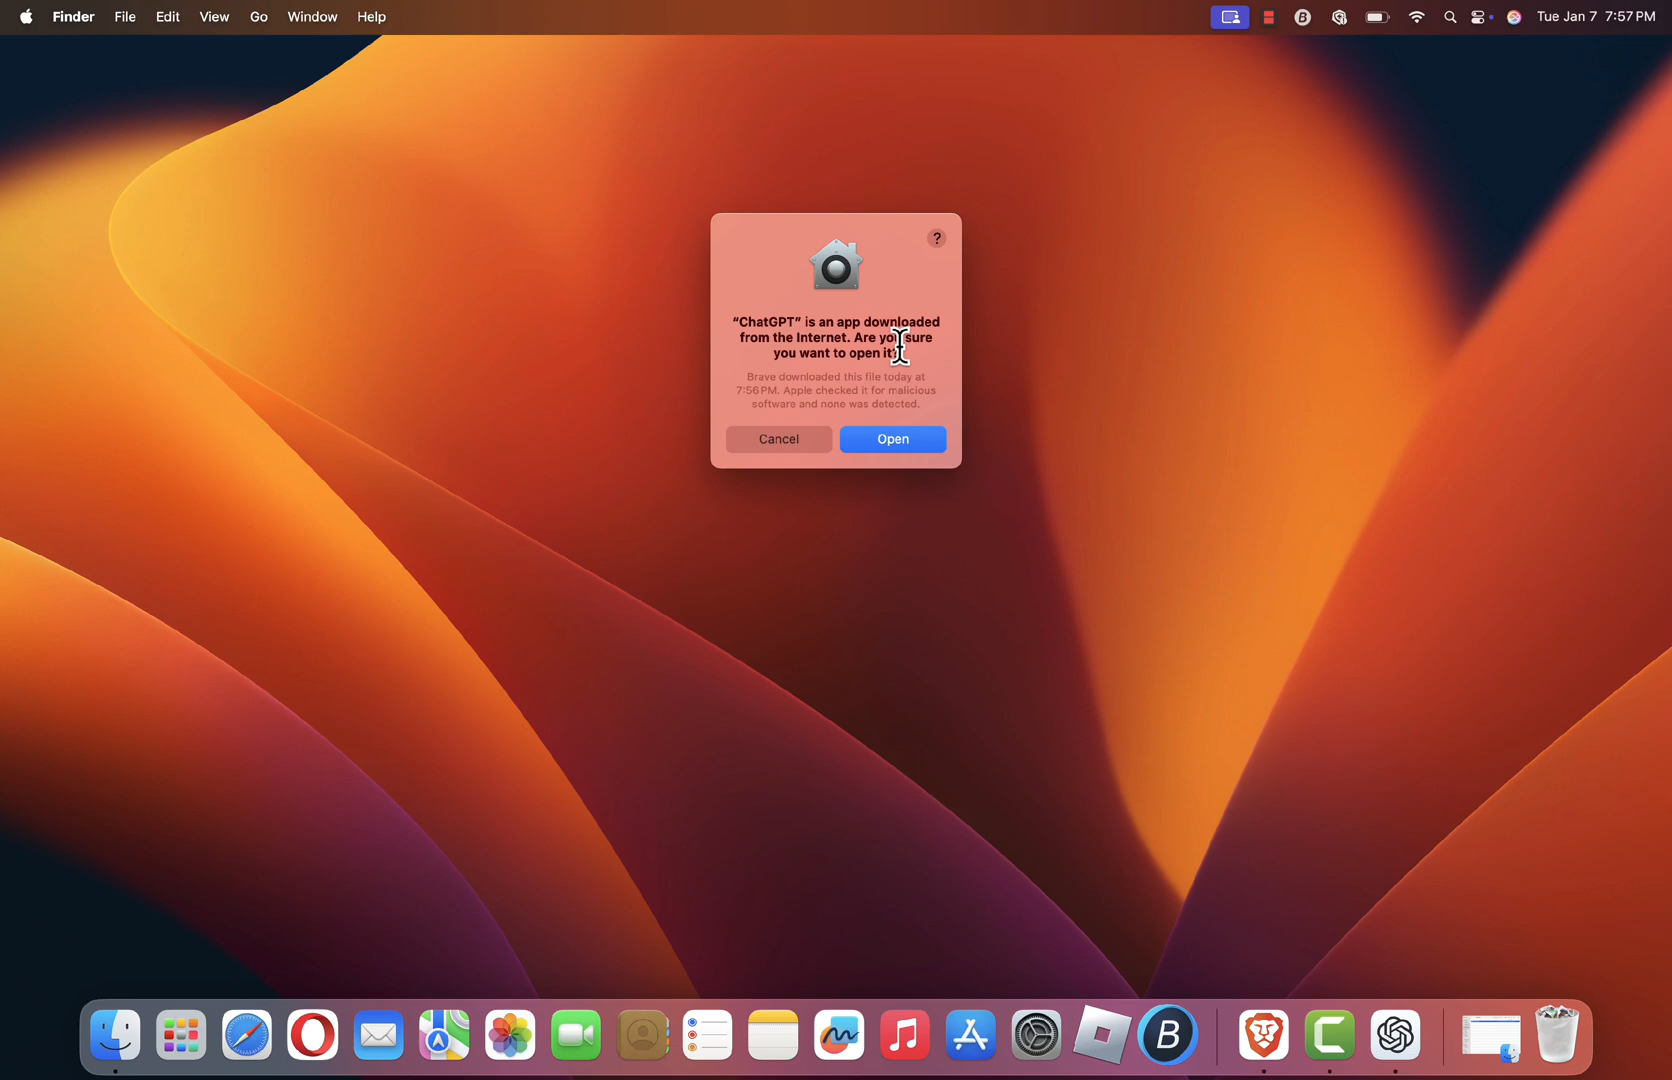 Finder File Edit View Go Window Help
B Tue Jan 7 7:57 PM
?
“ChatGPT” is an app downloaded
from the Internet. Are you sure
you want to open it?
Brave downloaded this file today at
7:56 PM. Apple checked it for malicious
software and none was detected.
Cancel Open
B C